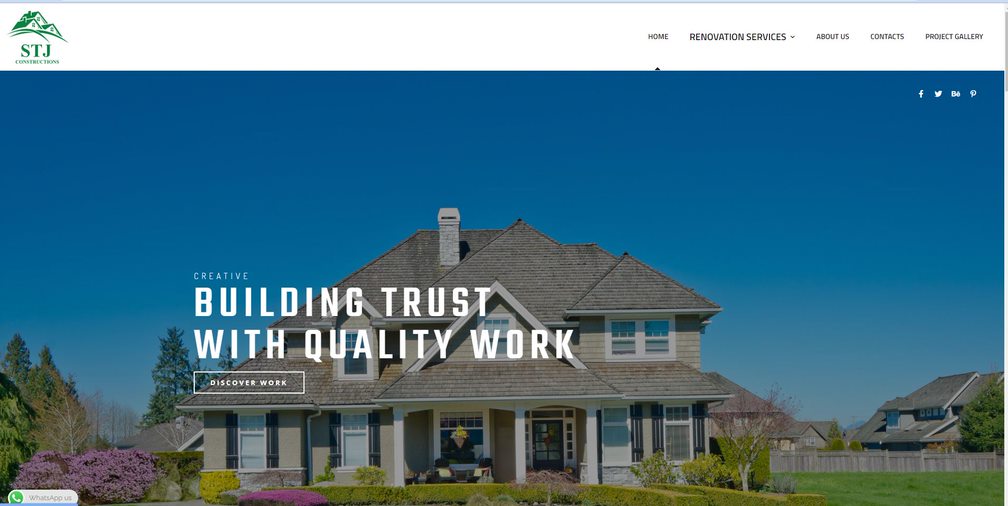 STJ
CONSTRUCTIONS
HOME
RENOVATION SERVICES
ABOUT US
CONTACTS
PROJECT GALLERY
Bē
CREATIVE
BUILDING TRUST
WITH QUALITY WORK
DISCOVER WORK
WhatsApp us